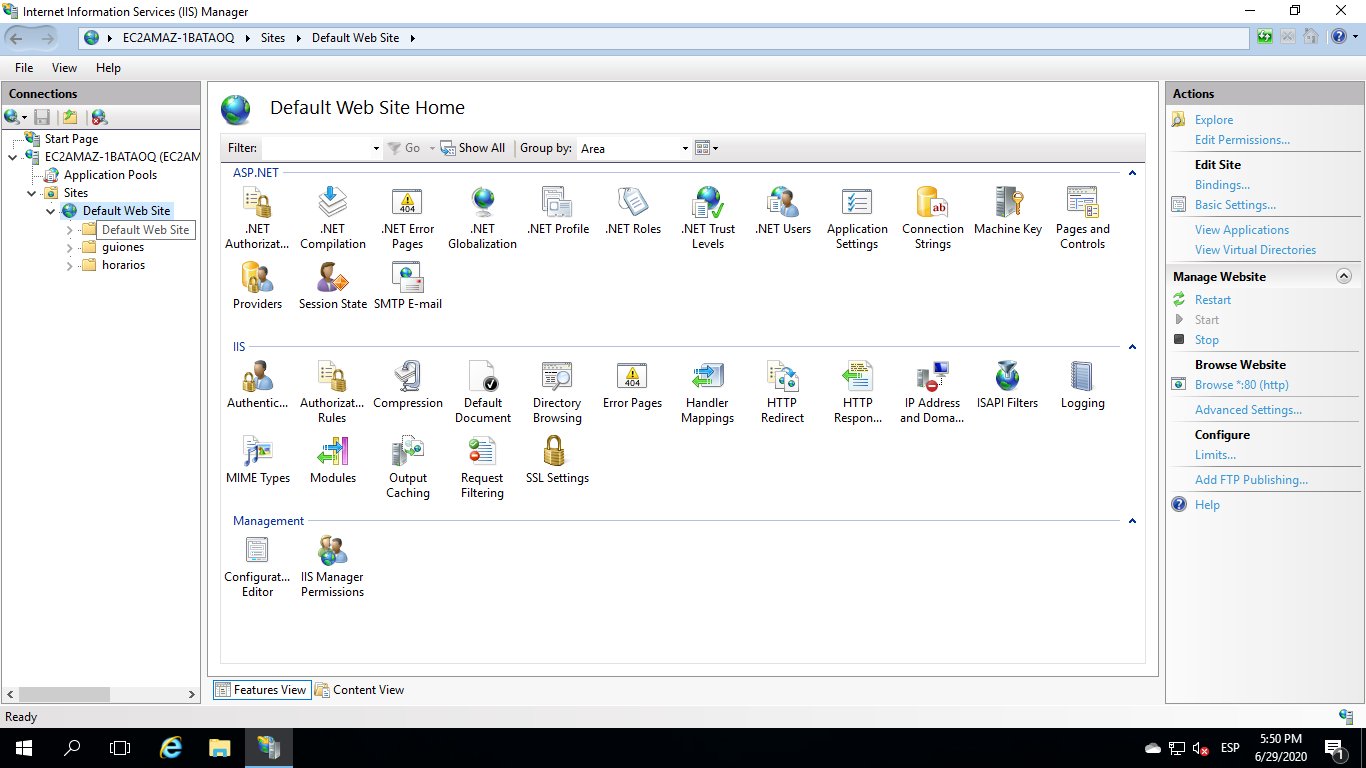 Internet Information Services (IIS) Manager
EC2AMAZ-1BATAOQ Sites Default Web Site
File View Help
Connections
Start Page
EC2AMAZ-1BATAOQ (EC2AM
Application Pools
Sites
Default Web Site
Default Web Site
guiones
horarios
Default Web Site Home
Filter: Go Show All Group by: Area
ASP.NET
.NET Authorizat...
.NET Compilation
.NET Error Pages
.NET Globalization
.NET Profile
.NET Roles
.NET Trust Levels
.NET Users
Application Settings
Connection Strings
Machine Key
Pages and Controls
Providers
Session State
SMTP E-mail
IIS
Authentic...
Authorizat... Rules
Compression
Default Document
Directory Browsing
Error Pages
Handler Mappings
HTTP Redirect
HTTP Respon...
IP Address and Doma...
ISAPI Filters
Logging
MIME Types
Modules
Output Caching
Request Filtering
SSL Settings
Management
Configurat... Editor
IIS Manager Permissions
Features View Content View
Actions
Explore
Edit Permissions...
Edit Site
Bindings...
Basic Settings...
View Applications
View Virtual Directories
Manage Website
Restart
Start
Stop
Browse Website
Browse *:80 (http)
Advanced Settings...
Configure
Limits...
Add FTP Publishing...
Help
Ready
ESP
5:50 PM
6/29/2020
1